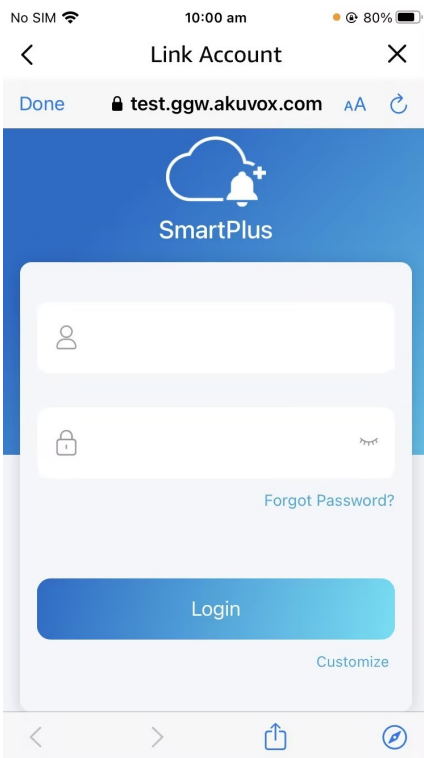 No SIM 10:00 am 80%
Link Account
Done test.ggw.akuvox.com AA
SmartPlus
Forgot Password?
Login
Customize